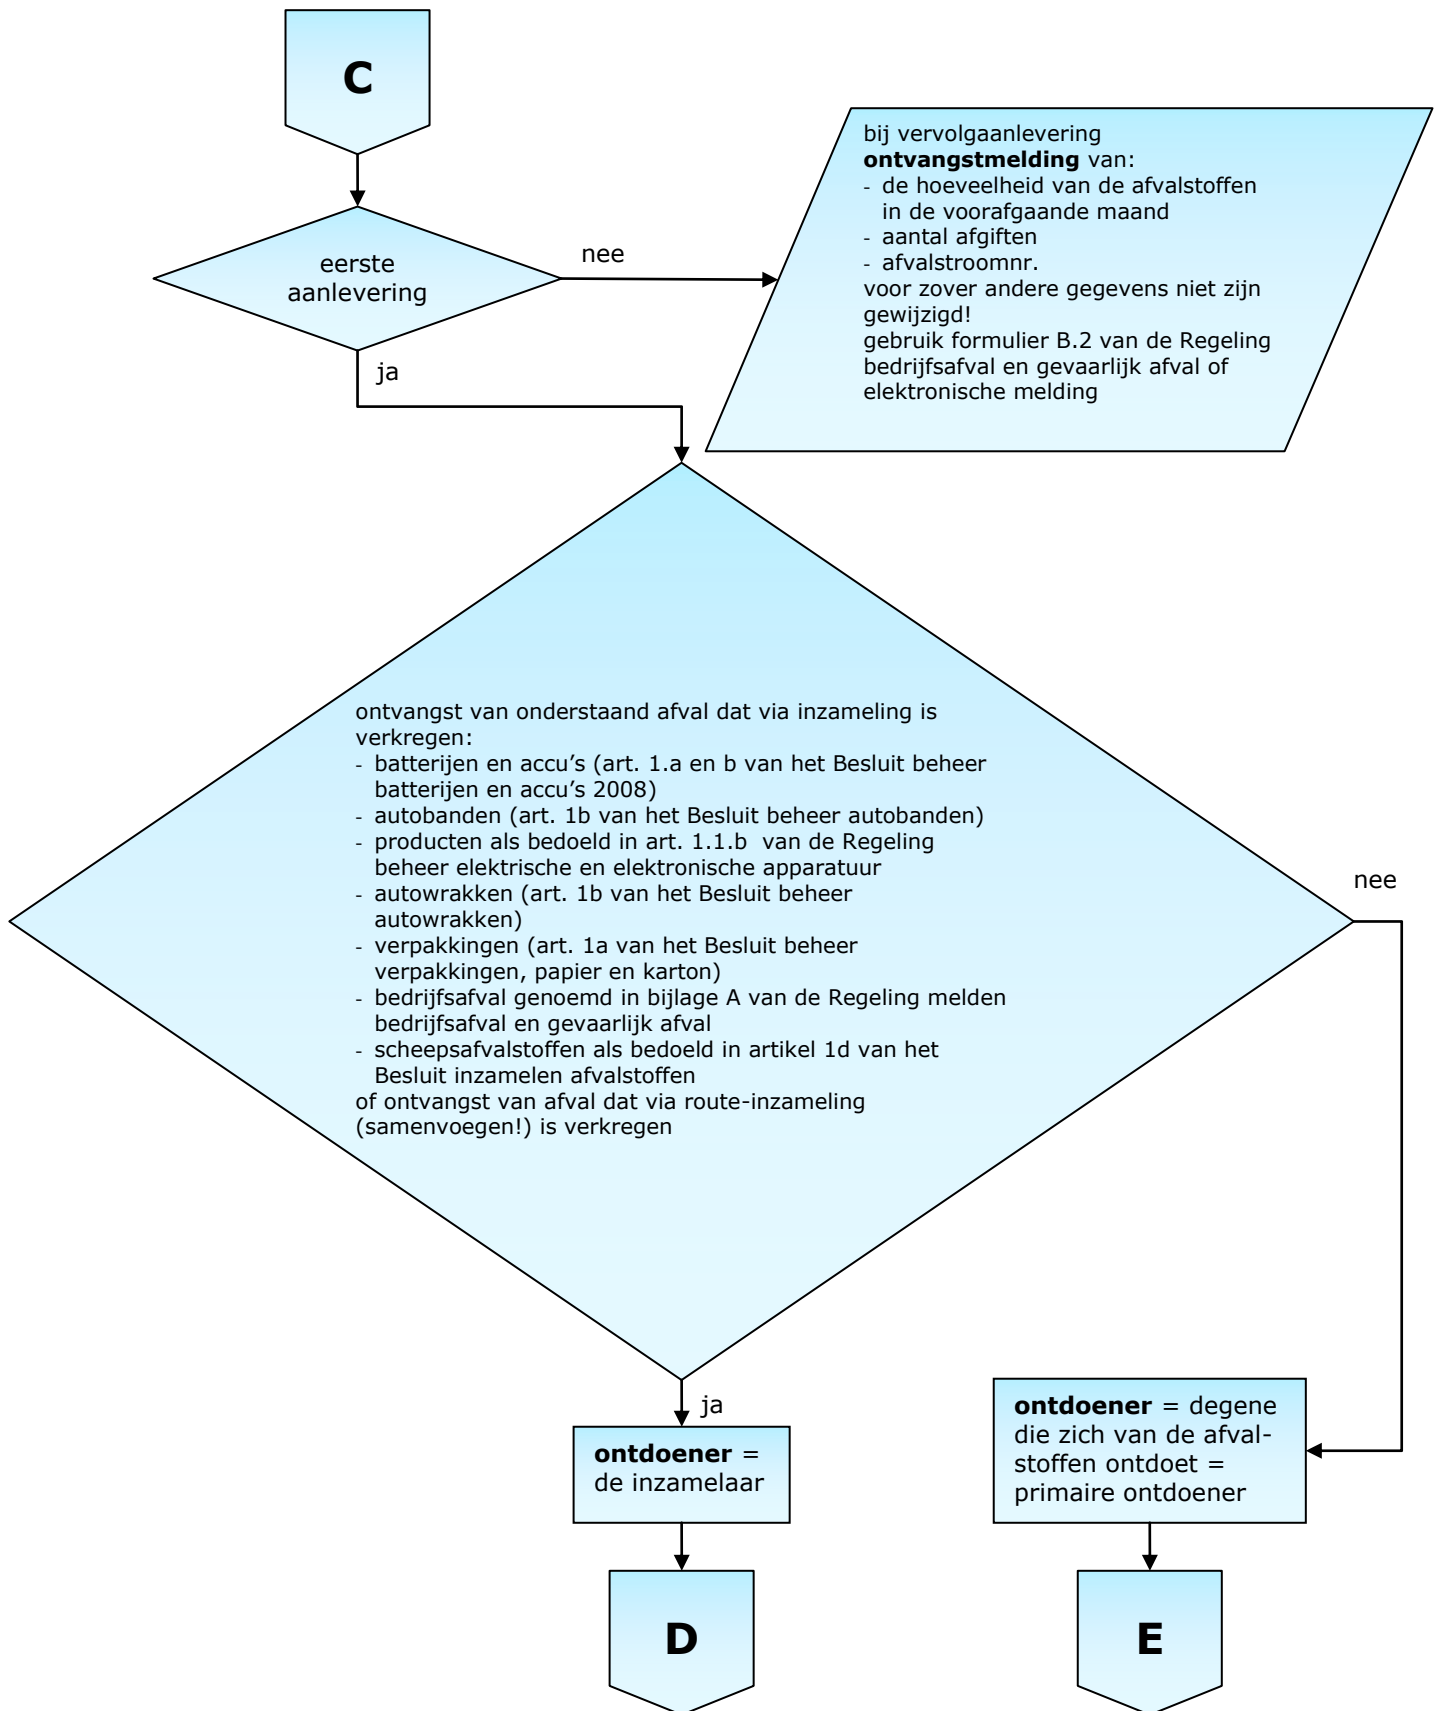 C
bij vervolgaanlevering
ontvangstmelding van:
- de hoeveelheid van de afvalstoffen
in de voorafgaande maand
- aantal afgiften
- afvalstroomnr.
voor zover andere gegevens niet zijn
gewijzigd!
gebruik formulier B.2 van de Regeling
bedrijfsafval en gevaarlijk afval of
elektronische melding
eerste
aanlevering
nee
ja
ontvangst van onderstaand afval dat via inzameling is
verkregen:
- batterijen en accu’s (art. 1.a en b van het Besluit beheer
batterijen en accu’s 2008)
- autobanden (art. 1b van het Besluit beheer autobanden)
- producten als bedoeld in art. 1.1.b van de Regeling
beheer elektrische en elektronische apparatuur
- autowrakken (art. 1b van het Besluit beheer
autowrakken)
- verpakkingen (art. 1a van het Besluit beheer
verpakkingen, papier en karton)
- bedrijfsafval genoemd in bijlage A van de Regeling melden
bedrijfsafval en gevaarlijk afval
- scheepsafvalstoffen als bedoeld in artikel 1d van het
Besluit inzamelen afvalstoffen
of ontvangst van afval dat via route-inzameling
(samenvoegen!) is verkregen
nee
ja
ontdoener =
de inzamelaar
ontdoener = degene
die zich van de afval-
stoffen ontdoet =
primaire ontdoener
D
E